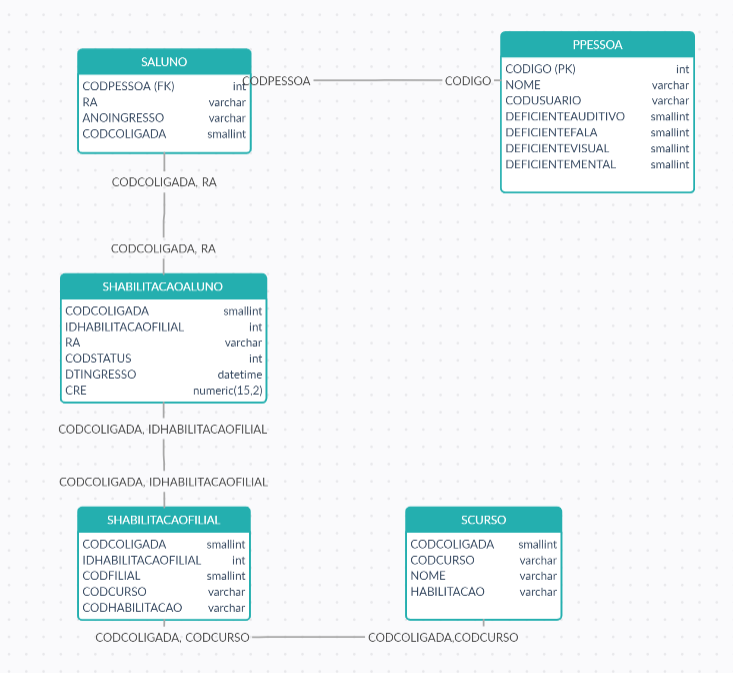 SALUNO
CODPESSOA (FK) int
RA varchar
ANOINGRESSO varchar
CODCOLIGADA smallint
CODPESSOA
CODIGO
PPESSOA
CODIGO (PK) int
NOME varchar
CODUSUARIO varchar
DEFICIENTEAUDITIVO smallint
DEFICIENTEFALA smallint
DEFICIENTEVISUAL smallint
DEFICIENTEMENTAL smallint
CODCOLIGADA, RA
CODCOLIGADA, RA
SHABILITACAOALUNO
CODCOLIGADA smallint
IDHABILITACAOFILIAL int
RA varchar
CODSTATUS int
DTINGRESSO datetime
CRE numeric(15,2)
CODCOLIGADA, IDHABILITACAOFILIAL
CODCOLIGADA, IDHABILITACAOFILIAL
SHABILITACAOFILIAL
CODCOLIGADA smallint
IDHABILITACAOFILIAL int
CODFILIAL smallint
CODCURSO varchar
CODHABILITACAO varchar
SCURSO
CODCOLIGADA smallint
CODCURSO varchar
NOME varchar
HABILITACAO varchar
CODCOLIGADA, CODCURSO
CODCOLIGADA,CODCURSO